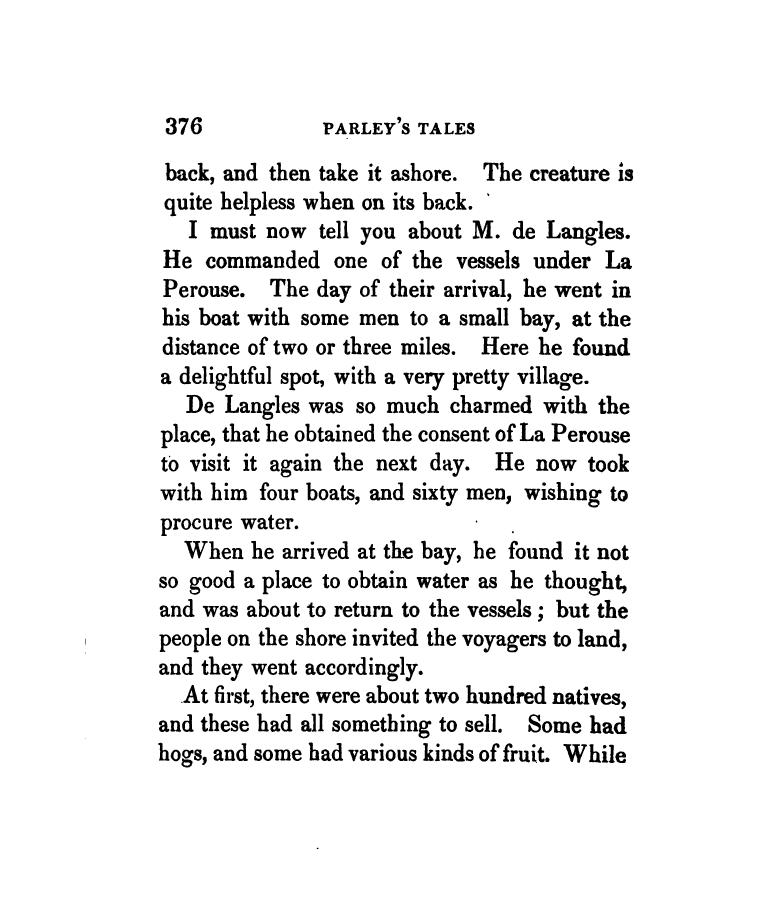 376 PARLEY'S TALES
back, and then take it ashore. The creature is
quite helpless when on its back.
I must now tell you about M. de Langles.
He commanded one of the vessels under La
Perouse. The day of their arrival, he went in
his boat with some men to a small bay, at the
distance of two or three miles. Here he found
a delightful spot, with a very pretty village.
De Langles was so much charmed with the
place, that he obtained the consent of La Perouse
to visit it again the next day. He now took
with him four boats, and sixty men, wishing to
procure water.
When he arrived at the bay, he found it not
so good a place to obtain water as he thought,
and was about to return to the vessels ; but the
people on the shore invited the voyagers to land,
and they went accordingly.
At first, there were about two hundred natives,
and these had all something to sell. Some had
hogs, and some had various kinds of fruit. While